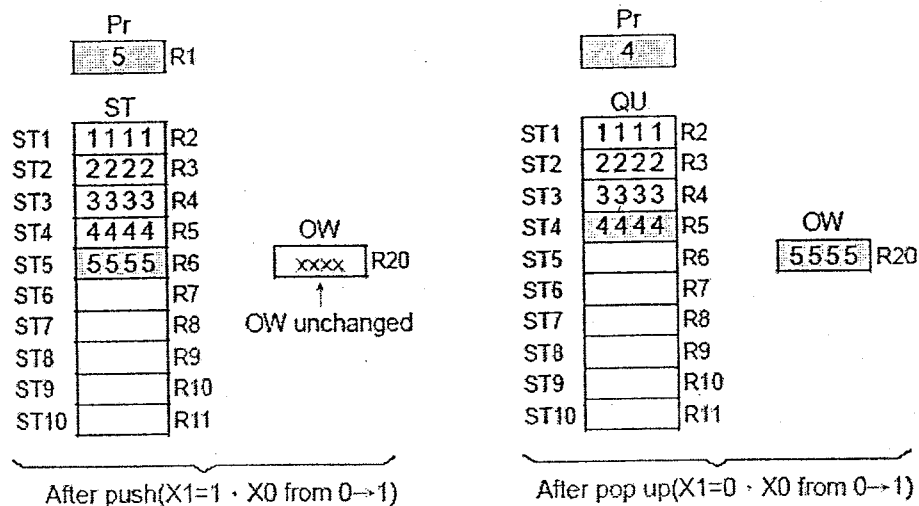 Pr
5 R1
ST
ST1 1111 R2
ST2 2222 R3
ST3 3333 R4
ST4 4444 R5
ST5 5555 R6
ST6 R7
ST7 R8
ST8 R9
ST9 R10
ST10 R11
OW
xxxx R20
OW unchanged
After push(X1=1 · X0 from 0→1)
Pr
4
QU
ST1 1111 R2
ST2 2222 R3
ST3 3333 R4
ST4 4444 R5
ST5 R6
ST6 R7
ST7 R8
ST8 R9
ST9 R10
ST10 R11
OW
5555 R20
After pop up(X1=0 · X0 from 0→1)